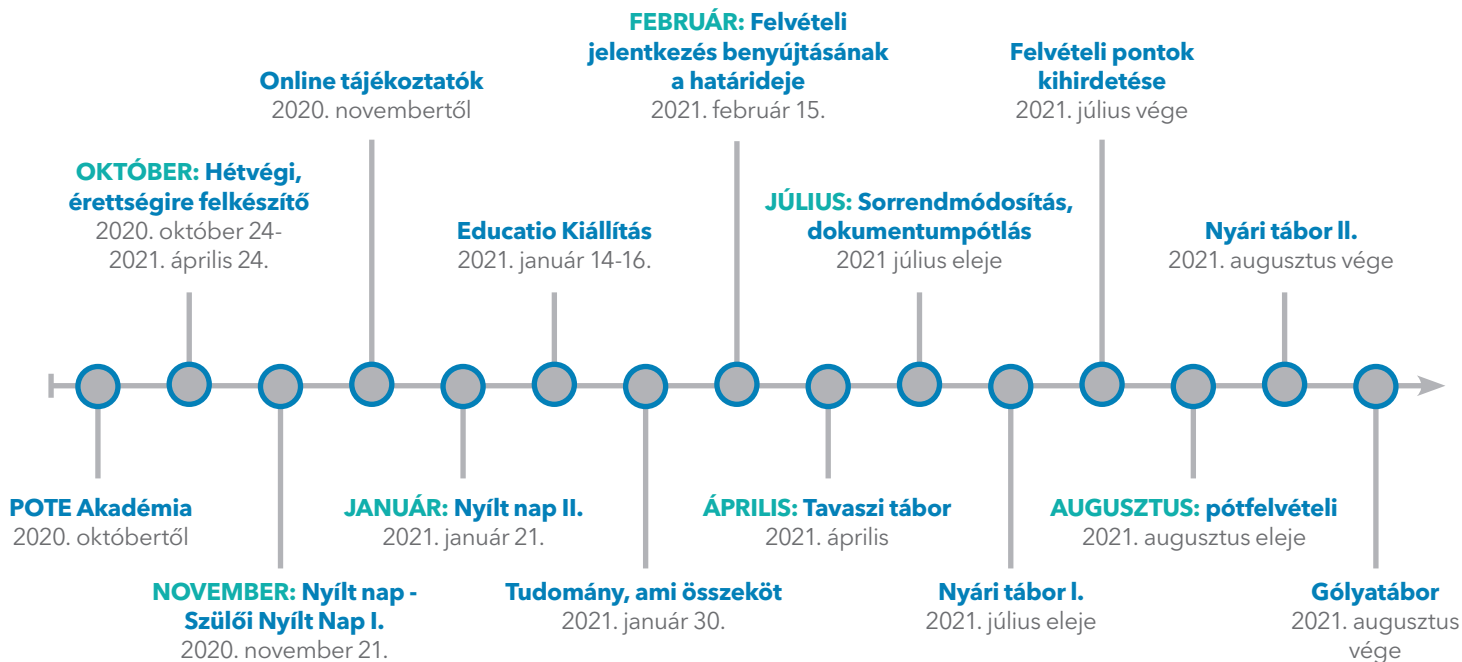 POTE Akadémia
2020. októbertől
OKTÓBER: Hétvégi,
érettségire felkészítő
2020. október 24-
2021. április 24.
NOVEMBER: Nyílt nap -
Szülői Nyílt Nap I.
2020. november 21.
Online tájékoztatók
2020. novembertől
JANUÁR: Nyílt nap II.
2021. január 21.
Educatio Kiállítás
2021. január 14-16.
Tudomány, ami összeköt
2021. január 30.
FEBRUÁR: Felvételi
jelentkezés benyújtásának
a határideje
2021. február 15.
ÁPRILIS: Tavaszi tábor
2021. április
JÚLIUS: Sorrendmódosítás,
dokumentumpótlás
2021 július eleje
Nyári tábor I.
2021. július eleje
Felvételi pontok
kihirdetése
2021. július vége
AUGUSZTUS: pótfelvételi
2021. augusztus eleje
Nyári tábor II.
2021. augusztus vége
Gólyatábor
2021. augusztus
vége